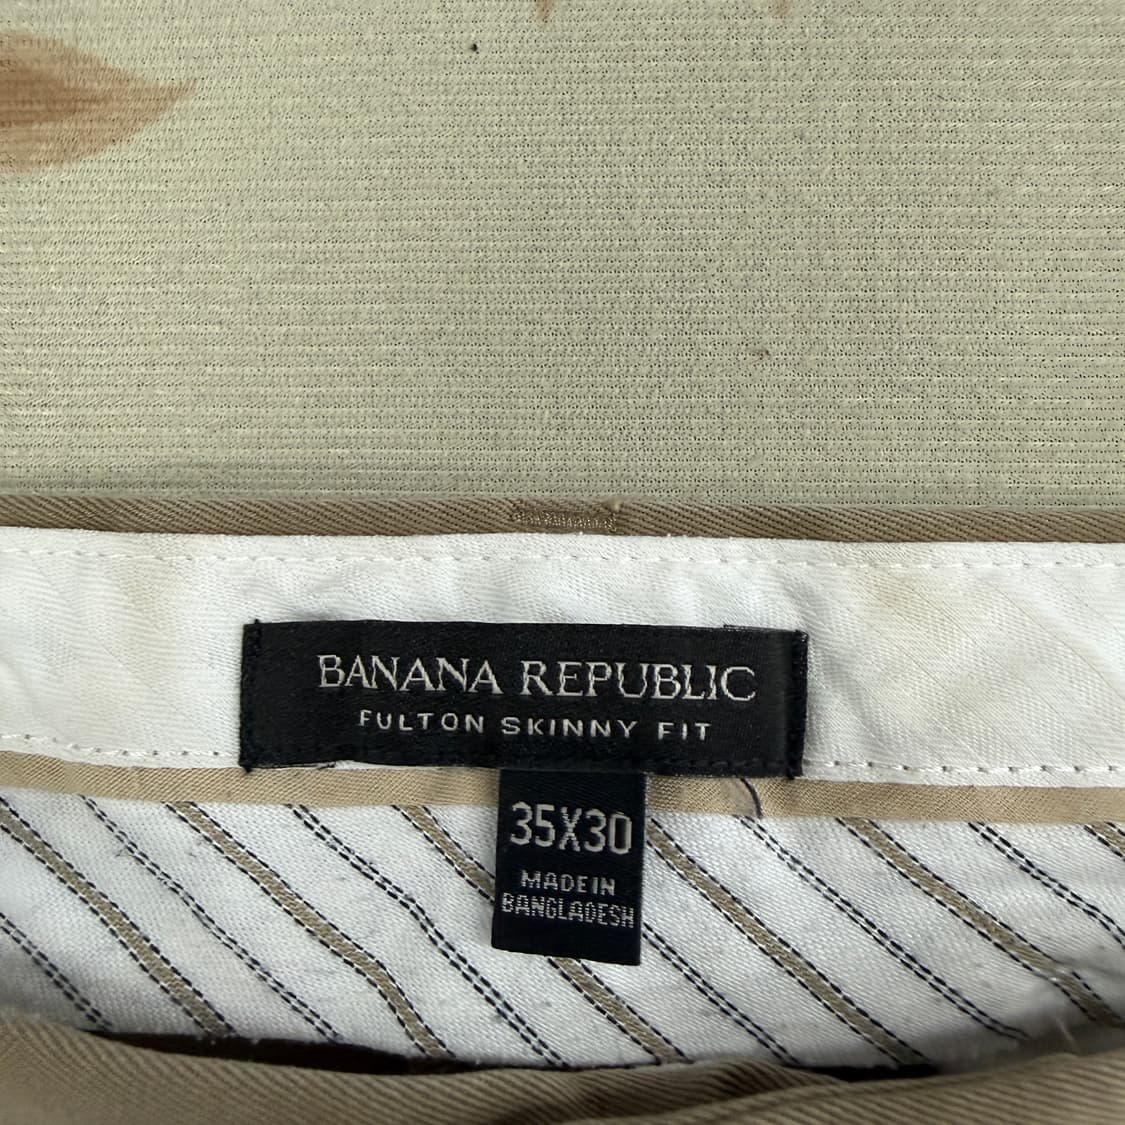 BANANA REPUBLIC
FULTON SKINNY FIT
35X30
MADE IN
BANGLADESH